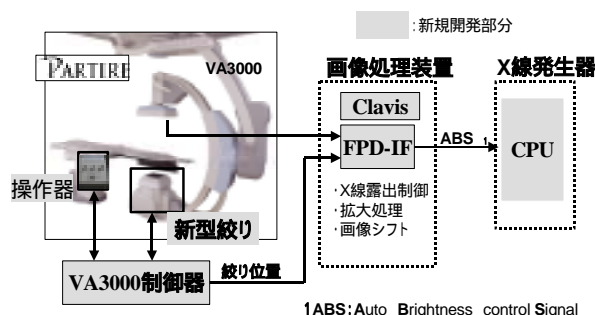 :新規開発部分
PARTIRE
VA3000
画像処理装置
X線発生器
Clavis
FPD-IF
ABS 1
CPU
操作器
・X線露出制御
・拡大処理
・画像シフト
新型絞り
VA3000制御器
絞り位置
1ABS:Auto Brightness control Signal